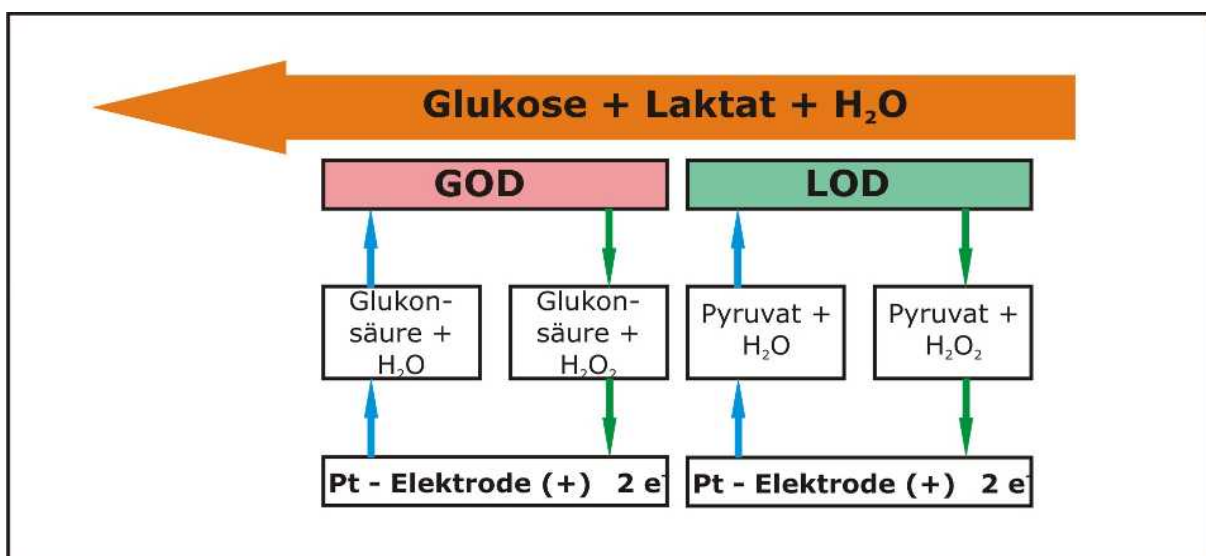 Glukose + Laktat + H₂O
GOD
LOD
Glukon-
säure +
H₂O
Glukon-
säure +
H₂O₂
Pyruvat +
H₂O
Pyruvat +
H₂O₂
Pt - Elektrode (+) 2 e⁻
Pt - Elektrode (+) 2 e⁻